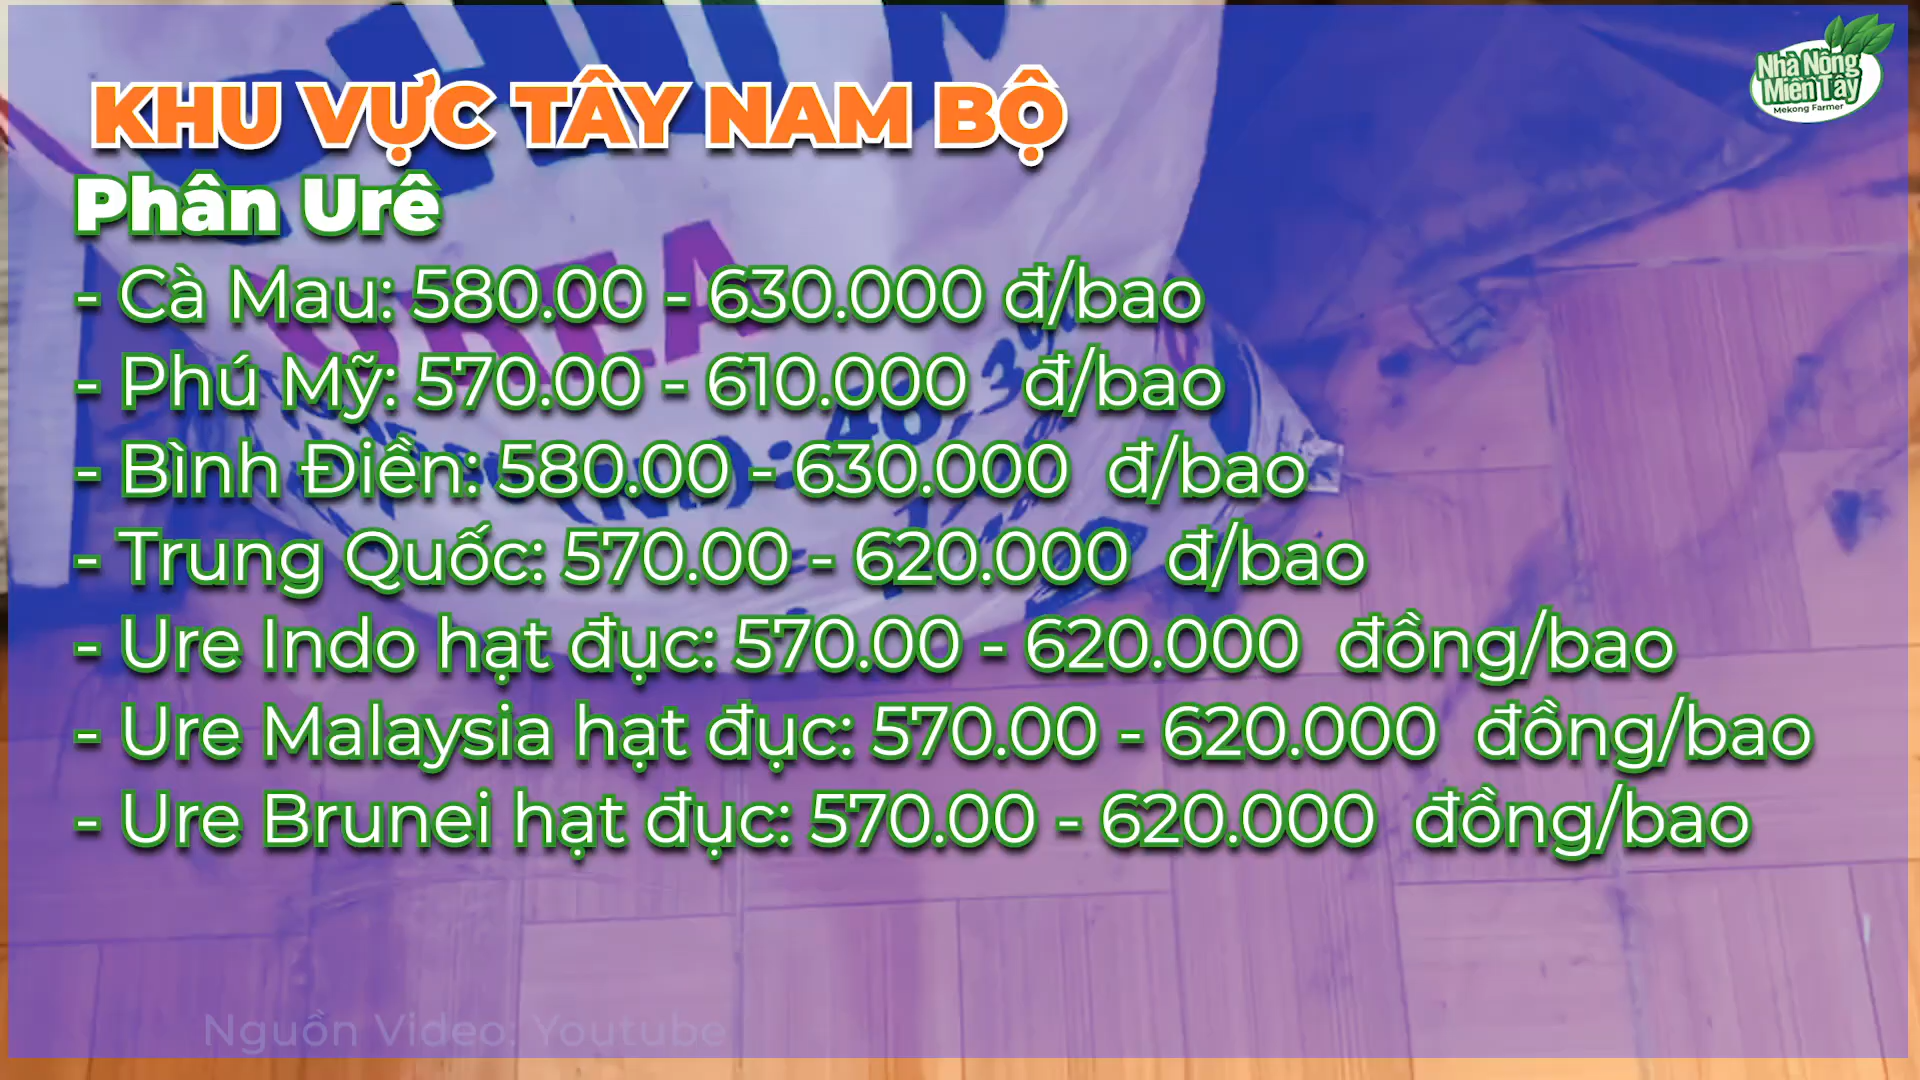 Nhà Nông
Miền Tây
Mekong Farmer
KHU VỰC TÂY NAM BỘ
Phân Urê
- Cà Mau: 580.00 - 630.000 đ/bao
- Phú Mỹ: 570.00 - 610.000 đ/bao
- Bình Điền: 580.00 - 630.000 đ/bao
- Trung Quốc: 570.00 - 620.000 đ/bao
- Ure Indo hạt đục: 570.00 - 620.000 đồng/bao
- Ure Malaysia hạt đục: 570.00 - 620.000 đồng/bao
- Ure Brunei hạt đục: 570.00 - 620.000 đồng/bao
Nguồn Video: Youtube